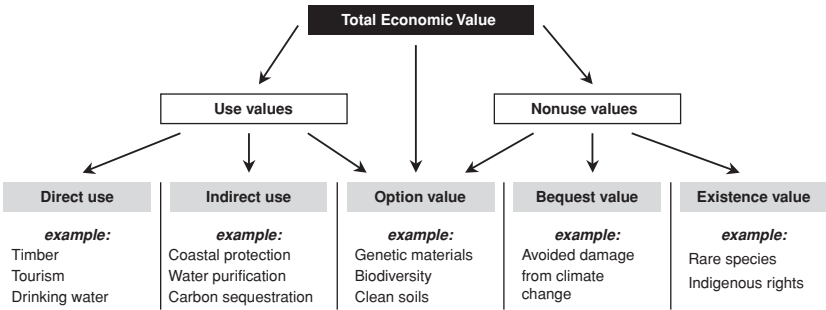 Total Economic Value
Use values
Nonuse values
Direct use
Indirect use
Option value
Bequest value
Existence value
example:
Timber
Tourism
Drinking water
example:
Coastal protection
Water purification
Carbon sequestration
example:
Genetic materials
Biodiversity
Clean soils
example:
Avoided damage
from climate
change
example:
Rare species
Indigenous rights